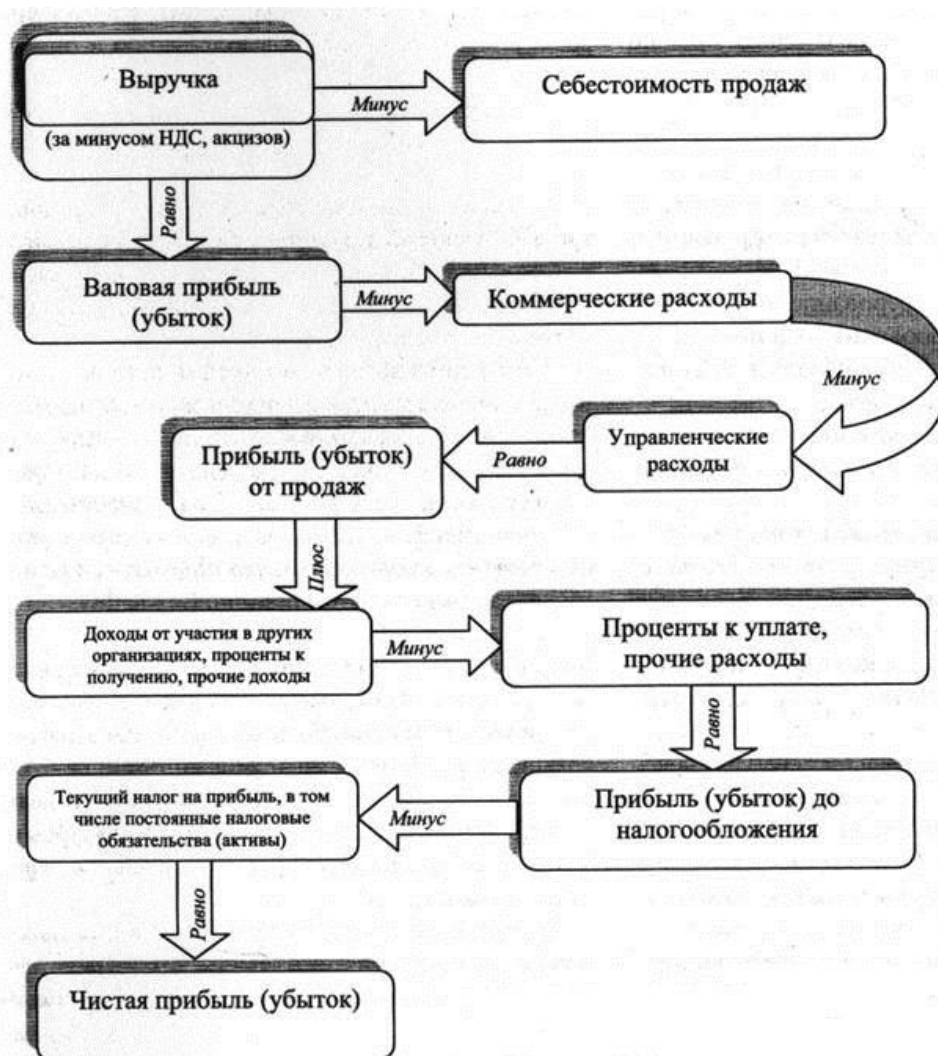 Выручка
(за минусом НДС, акцизов)
Минус
Себестоимость продаж
Равно
Валовая прибыль
(убыток)
Минус
Коммерческие расходы
Минус
Управленческие
расходы
Равно
Прибыль (убыток)
от продаж
Плюс
Доходы от участия в других
организациях, проценты к
получению, прочие доходы
Минус
Проценты к уплате,
прочие расходы
Равно
Прибыль (убыток) до
налогообложения
Минус
Текущий налог на прибыль, в том
числе постоянные налоговые
обязательства (активы)
Равно
Чистая прибыль (убыток)